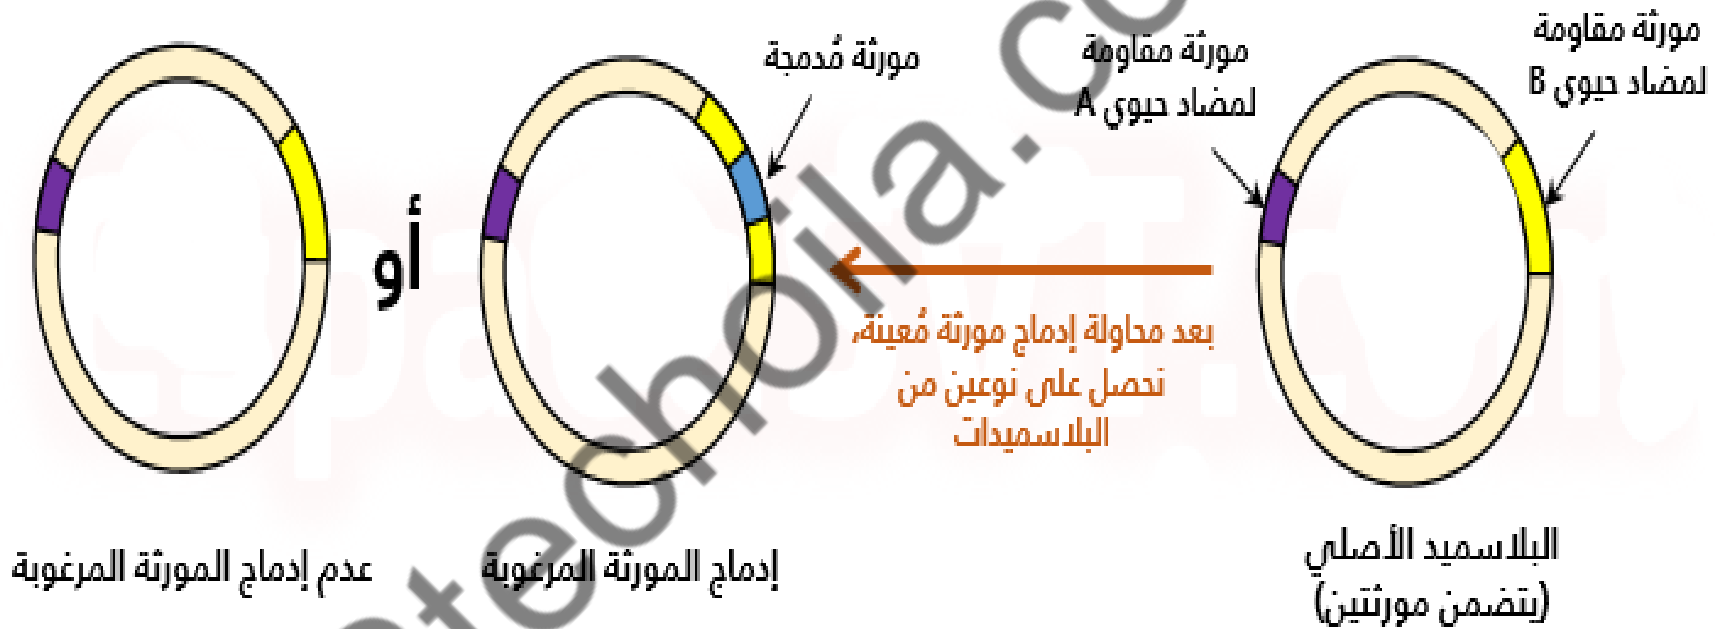 مورثة مقاومة
لمضاد حيوي B
مورثة مقاومة
لمضاد حيوي A
مورثة مُدمجة
بعد محاولة إدماج مورثة مُعينة،
نحصل على نوعين من
البلاسميدات
أو
البلاسميد الأصلي
(يتضمن مورثتين)
إدماج المورثة المرغوبة
عدم إدماج المورثة المرغوبة